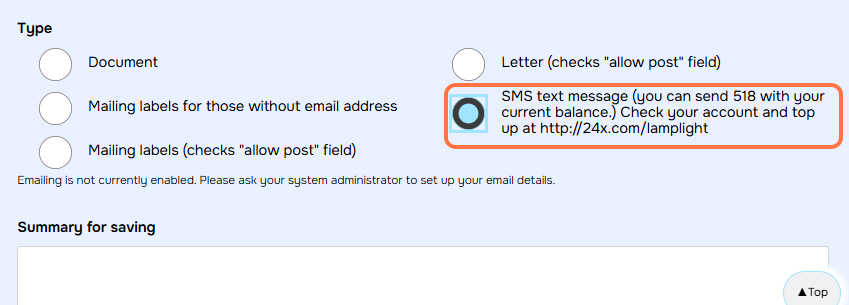 Type
Document
Letter (checks "allow post" field)
Mailing labels for those without email address
SMS text message (you can send 518 with your
current balance.) Check your account and top
up at http://24x.com/lamplight
Mailing labels (checks "allow post" field)
Emailing is not currently enabled. Please ask your system administrator to set up your email details.
Summary for saving
▲Top